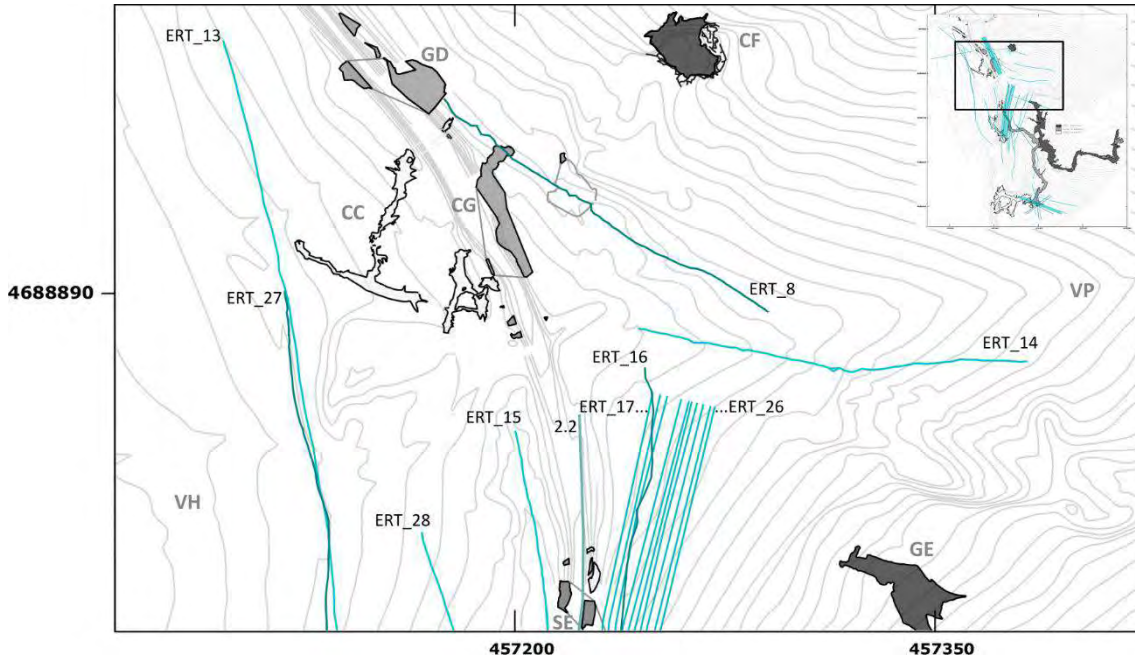 ERT_13
GD
CF
CC
CG
4688890
ERT_27
ERT_8
VP
ERT_14
ERT_16
ERT_17...
...ERT_26
ERT_15
2.2
VH
ERT_28
GE
SE
457200
457350